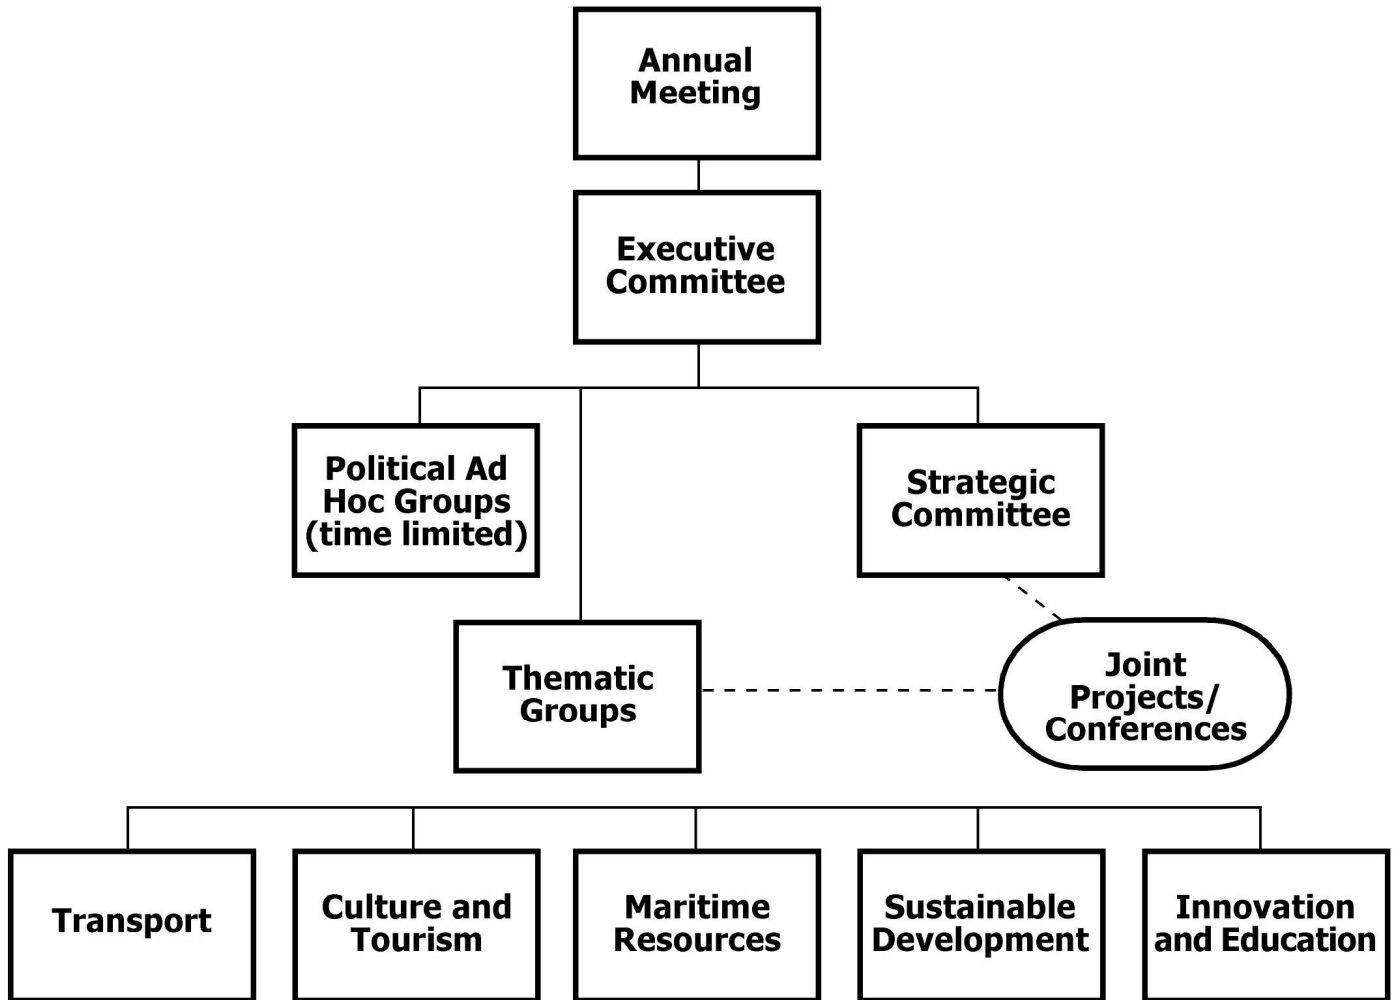 Annual
Meeting
Executive
Committee
Political Ad
Hoc Groups
(time limited)
Strategic
Committee
Thematic
Groups
Joint
Projects/
Conferences
Transport
Culture and
Tourism
Maritime
Resources
Sustainable
Development
Innovation
and Education